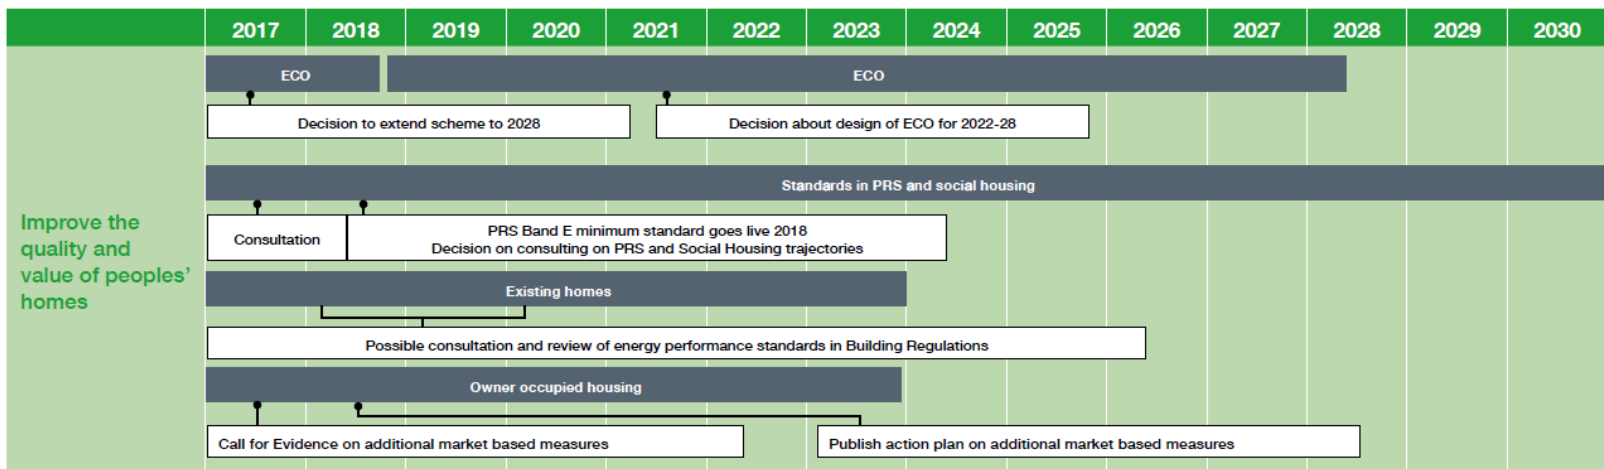 2017 2018 2019 2020 2021 2022 2023 2024 2025 2026 2027 2028 2029 2030
Improve the
quality and
value of peoples’
homes
ECO ECO
Decision to extend scheme to 2028 Decision about design of ECO for 2022-28
Standards in PRS and social housing
Consultation
PRS Band E minimum standard goes live 2018
Decision on consulting on PRS and Social Housing trajectories
Existing homes
Possible consultation and review of energy performance standards in Building Regulations
Owner occupied housing
Call for Evidence on additional market based measures Publish action plan on additional market based measures